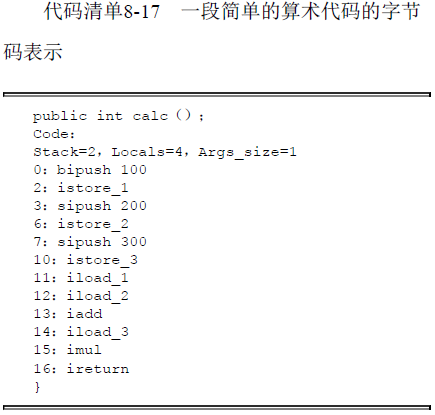 代码清单8-17 一段简单的算术代码的字节
码表示
public int calc（）；
Code：
Stack=2，Locals=4，Args_size=1
0：bipush 100
2：istore_1
3：sipush 200
6：istore_2
7：sipush 300
10：istore_3
11：iload_1
12：iload_2
13：iadd
14：iload_3
15：imul
16：ireturn
}